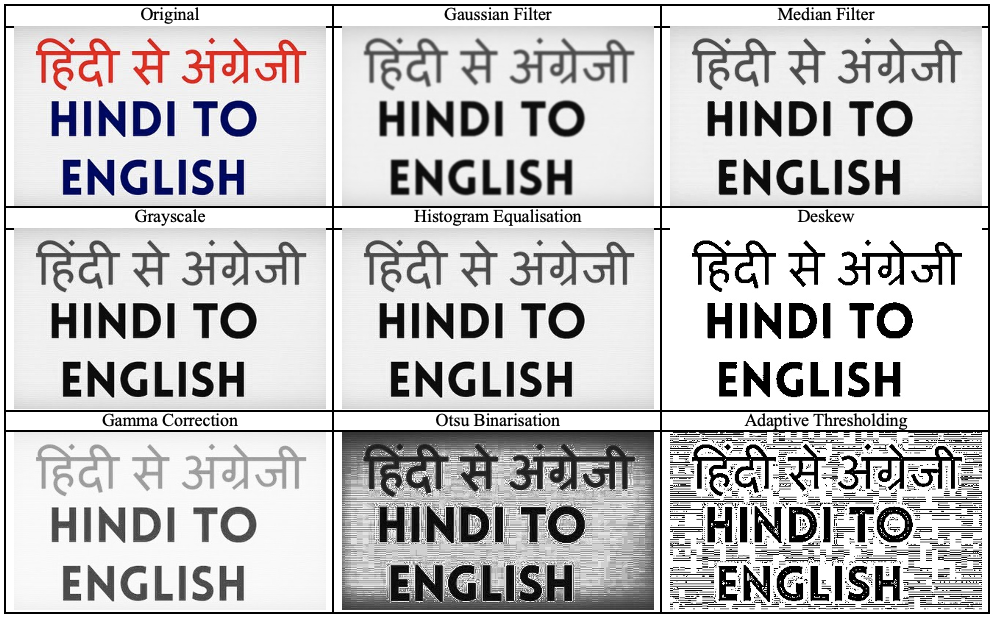 Original
Gaussian Filter
Median Filter
हिंदी से अंग्रेजी
HINDI TO
ENGLISH
हिंदी से अंग्रेजी
HINDI TO
ENGLISH
हिंदी से अंग्रेजी
HINDI TO
ENGLISH
Grayscale
Histogram Equalisation
Deskew
हिंदी से अंग्रेजी
HINDI TO
ENGLISH
हिंदी से अंग्रेजी
HINDI TO
ENGLISH
हिंदी से अंग्रेजी
HINDI TO
ENGLISH
Gamma Correction
Otsu Binarisation
Adaptive Thresholding
हिंदी से अंग्रेजी
HINDI TO
ENGLISH
हिंदी से अंग्रेजी
HINDI TO
ENGLISH
हिंदी से अंग्रेजी
HINDI TO
ENGLISH